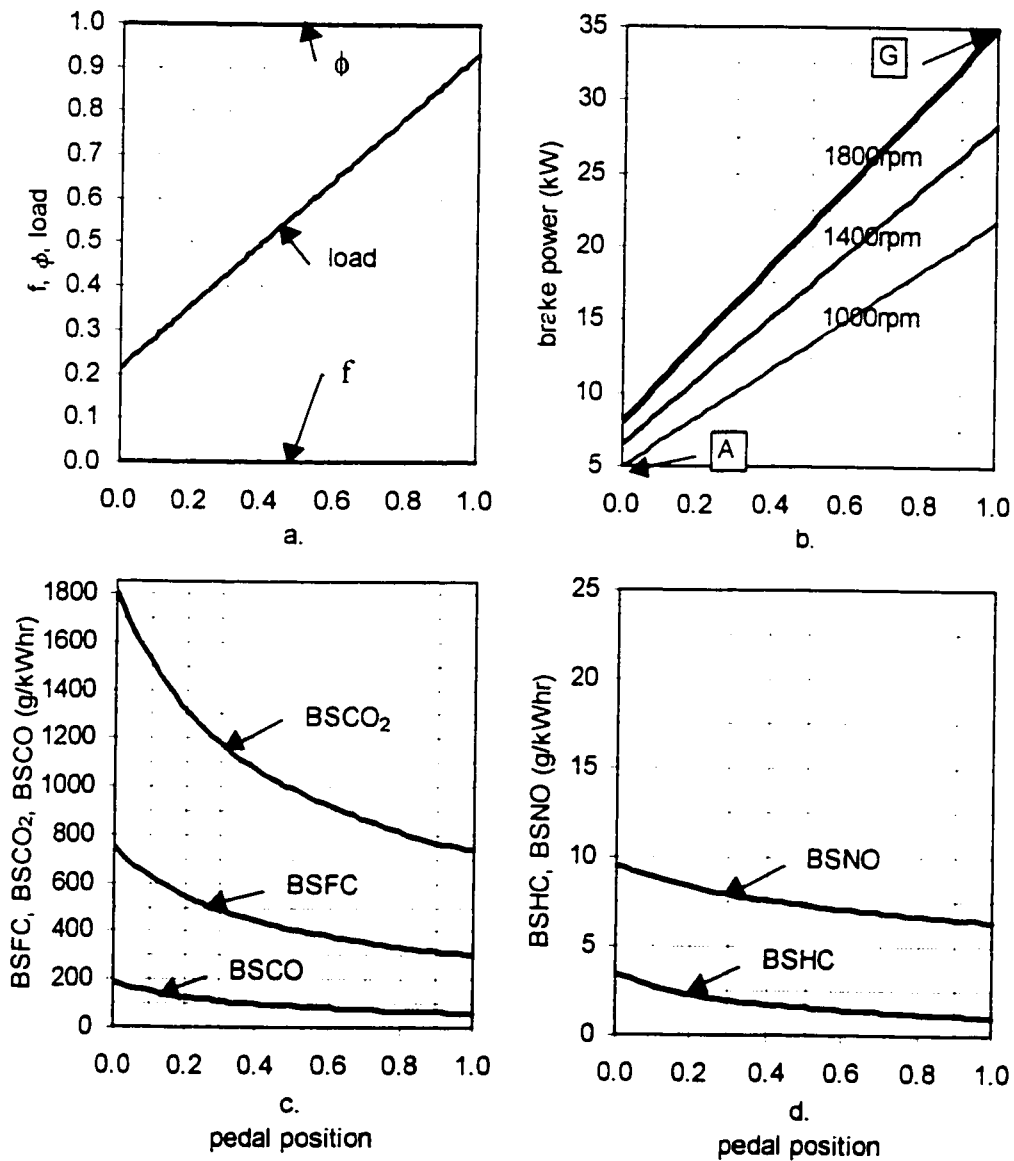 f, ϕ, load
1.0
0.9
0.8
0.7
0.6
0.5
0.4
0.3
0.2
0.1
0.0
ϕ
load
f
0.0 0.2 0.4 0.6 0.8 1.0
a.
brake power (kW)
35
30
25
20
15
10
5
G
1800rpm
1400rpm
1000rpm
A
0.0 0.2 0.4 0.6 0.8 1.0
b.
BSFC, BSCO₂, BSCO (g/kWhr)
1800
1600
1400
1200
1000
800
600
400
200
0
BSCO₂
BSFC
BSCO
0.0 0.2 0.4 0.6 0.8 1.0
c.
pedal position
BSHC, BSNO (g/kWhr)
25
20
15
10
5
0
BSNO
BSHC
0.0 0.2 0.4 0.6 0.8 1.0
d.
pedal position